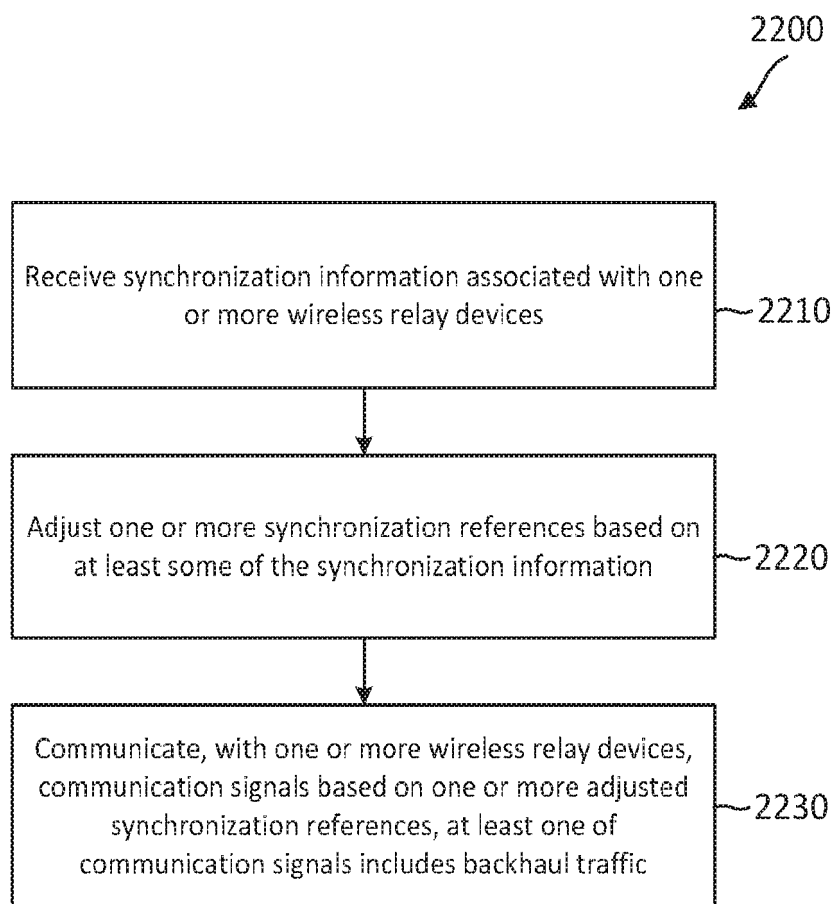 2200
Receive synchronization information associated with one
or more wireless relay devices
2210
Adjust one or more synchronization references based on
at least some of the synchronization information
2220
Communicate, with one or more wireless relay devices,
communication signals based on one or more adjusted
synchronization references, at least one of
communication signals includes backhaul traffic
2230